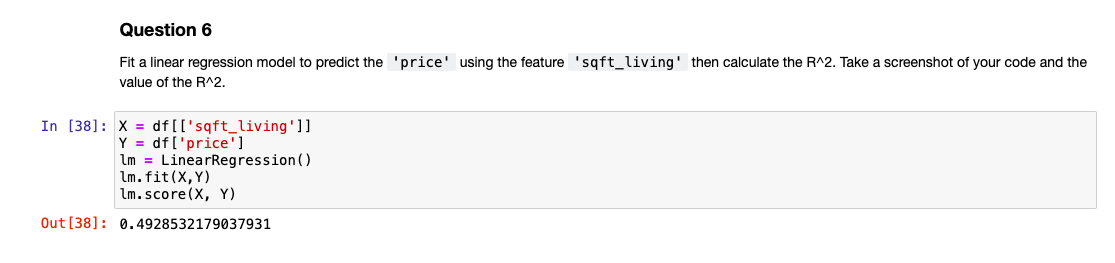 Question 6
Fit a linear regression model to predict the 'price' using the feature 'sqft_living' then calculate the R^2. Take a screenshot of your code and the
value of the R^2.
In [38]: X = df[['sqft_living']]
Y = df['price']
lm = LinearRegression()
lm.fit(X,Y)
lm.score(X, Y)
Out[38]: 0.4928532179037931